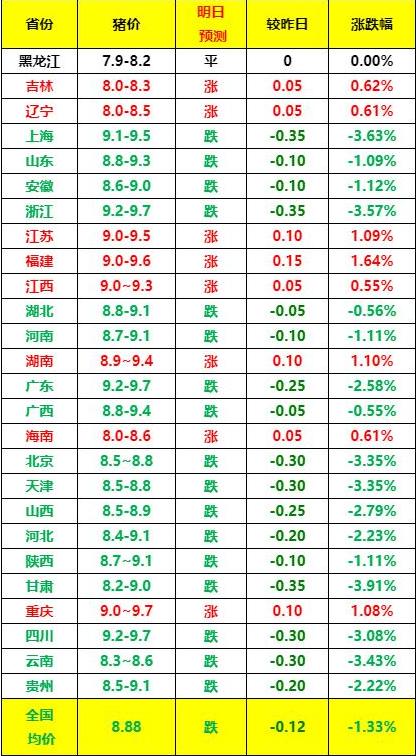 省份 猪价 明日预测 较昨日 涨跌幅
黑龙江 7.9-8.2 平 0 0.00%
吉林 8.0-8.3 涨 0.05 0.62%
辽宁 8.0-8.5 涨 0.05 0.61%
上海 9.1-9.5 跌 -0.35 -3.63%
山东 8.8-9.3 跌 -0.10 -1.09%
安徽 8.6-9.0 跌 -0.10 -1.12%
浙江 9.2-9.7 跌 -0.35 -3.57%
江苏 9.0-9.5 涨 0.10 1.09%
福建 9.0-9.6 涨 0.15 1.64%
江西 9.0~9.3 涨 0.05 0.55%
湖北 8.8-9.1 跌 -0.05 -0.56%
河南 8.7-9.1 跌 -0.10 -1.11%
湖南 8.9~9.4 涨 0.10 1.10%
广东 9.2-9.7 跌 -0.25 -2.58%
广西 8.8-9.4 跌 -0.05 -0.55%
海南 8.0-8.6 涨 0.05 0.61%
北京 8.5~8.8 跌 -0.30 -3.35%
天津 8.5-8.8 跌 -0.30 -3.35%
山西 8.5-8.9 跌 -0.25 -2.79%
河北 8.4-9.1 跌 -0.20 -2.23%
陕西 8.7~9.1 跌 -0.10 -1.11%
甘肃 8.2-9.0 跌 -0.35 -3.91%
重庆 9.0~9.7 涨 0.10 1.08%
四川 9.2-9.7 跌 -0.30 -3.08%
云南 8.3~8.6 跌 -0.30 -3.43%
贵州 8.5-9.1 跌 -0.20 -2.22%
全国均价 8.88 跌 -0.12 -1.33%